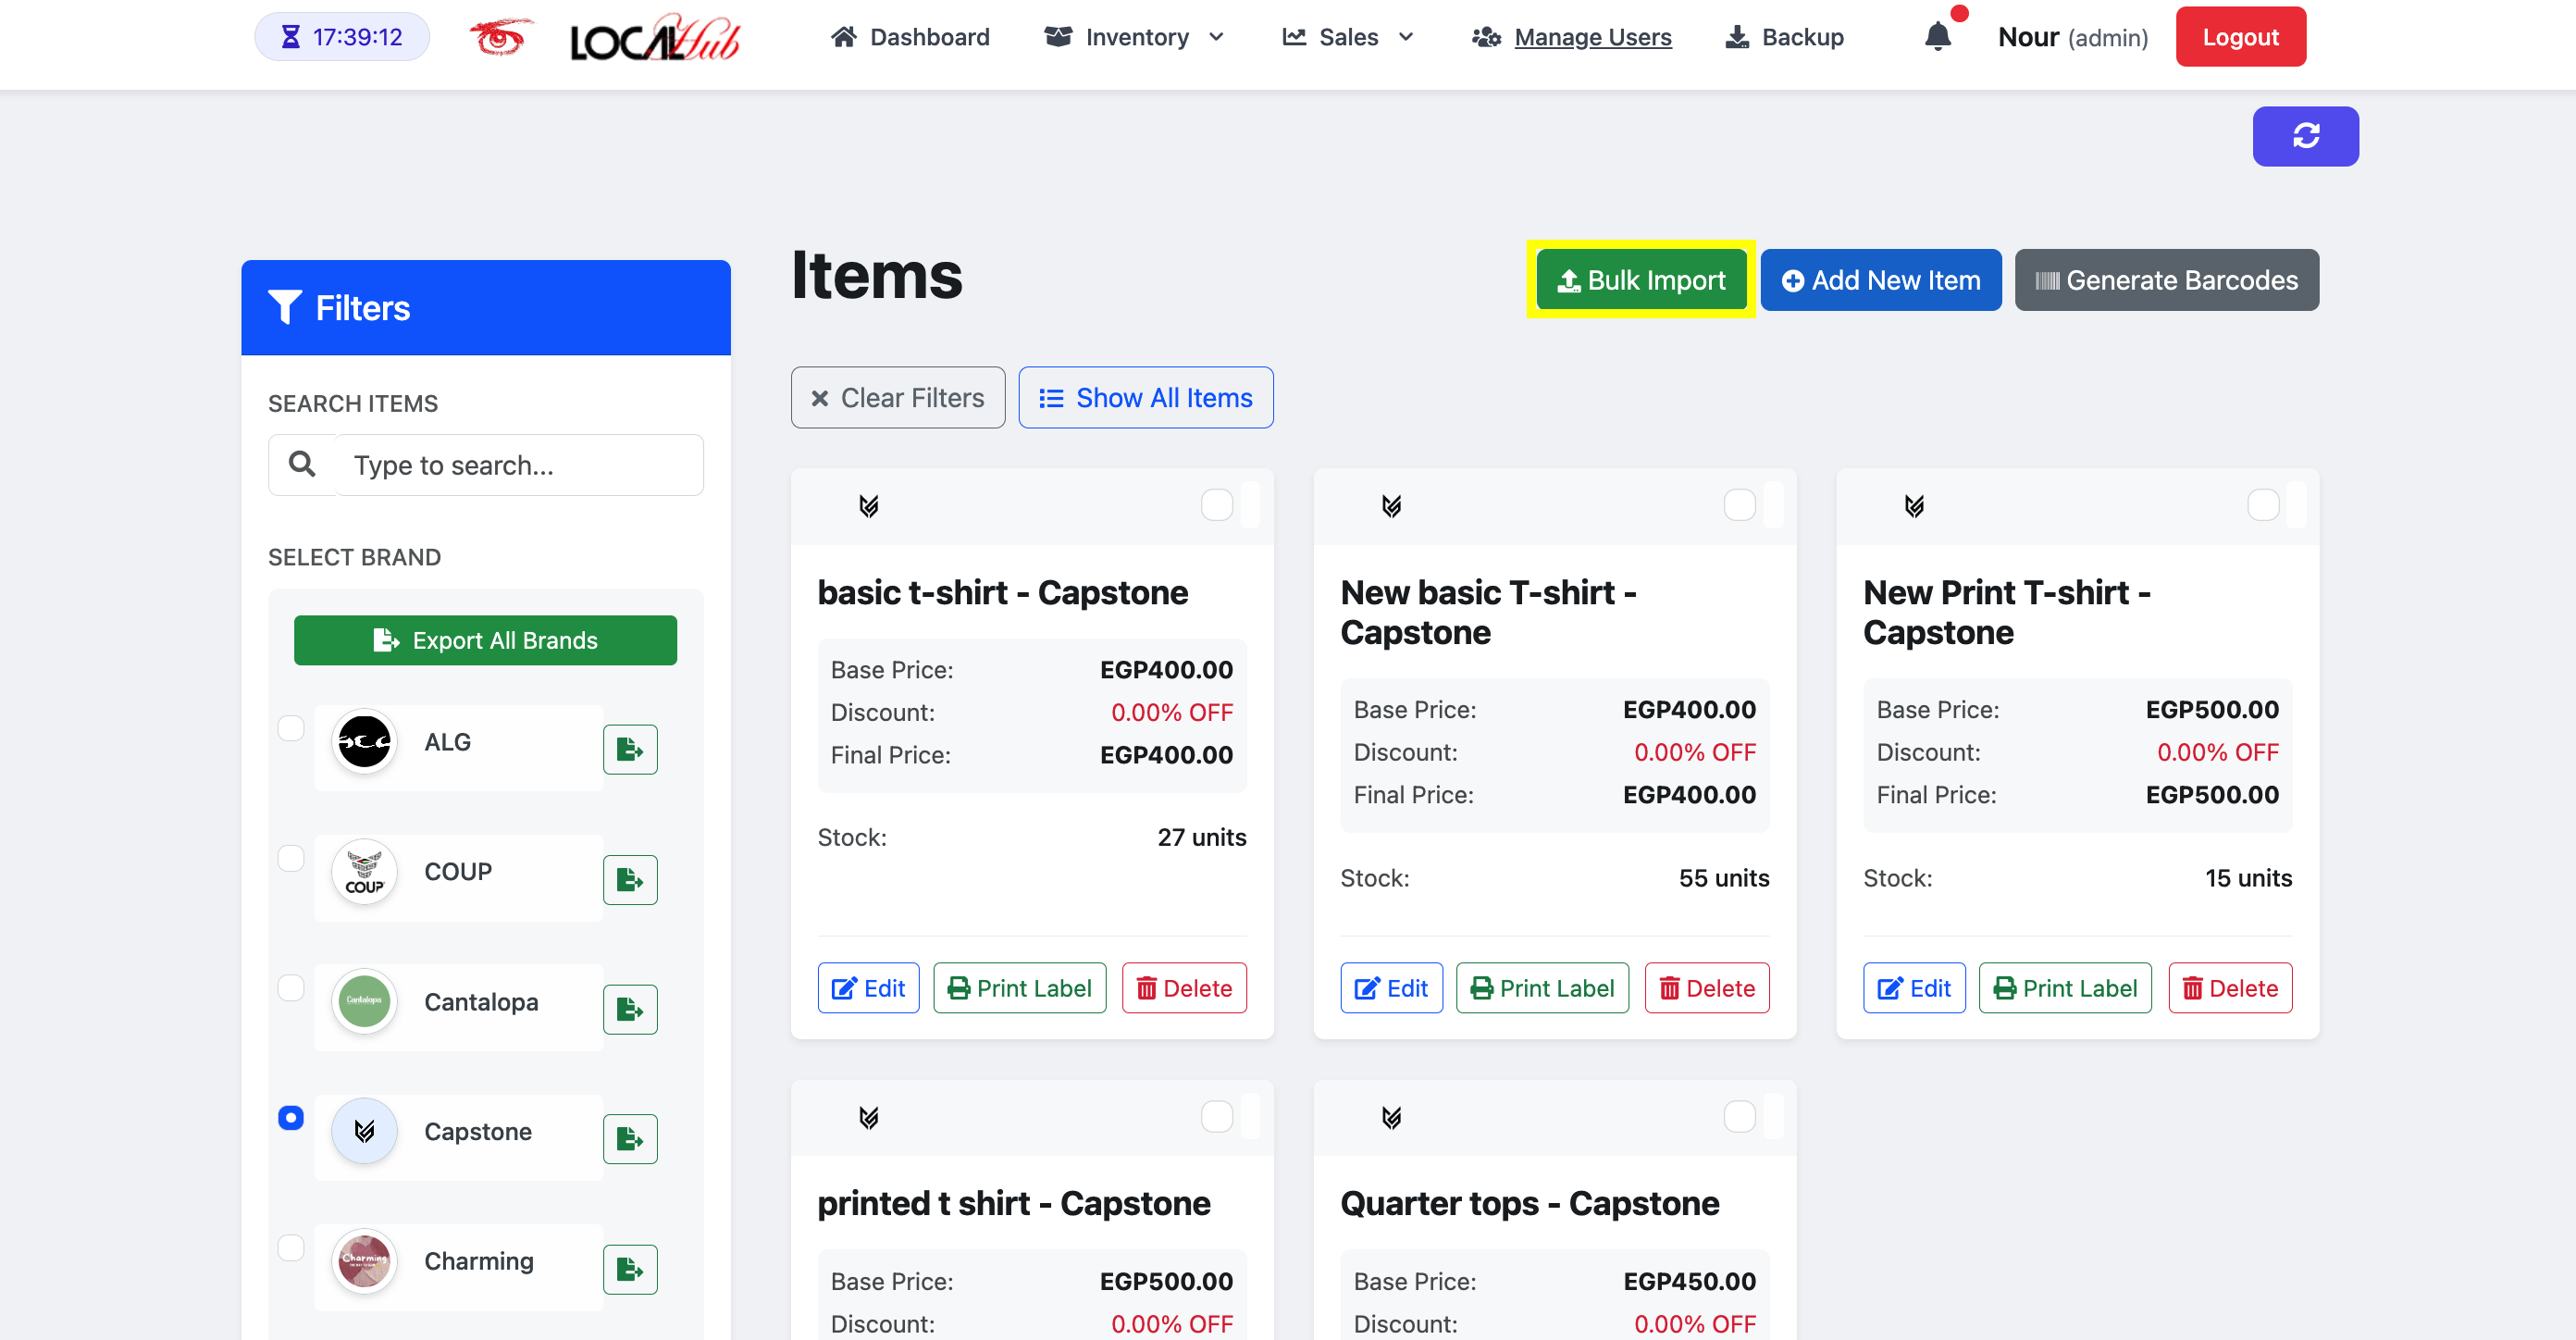 17:39:12
LOCAL Hub
Dashboard
Inventory
Sales
Manage Users
Backup
Nour (admin)
Logout
Filters
SEARCH ITEMS
Type to search...
SELECT BRAND
Export All Brands
ALG
COUP
COUP
Cantalopa
Cantalopa
Capstone
Charming
Charming
Items
Bulk Import
Add New Item
Generate Barcodes
Clear Filters
Show All Items
basic t-shirt - Capstone
Base Price: EGP400.00
Discount: 0.00% OFF
Final Price: EGP400.00
Stock: 27 units
Edit
Print Label
Delete
New basic T-shirt -
Capstone
Base Price: EGP400.00
Discount: 0.00% OFF
Final Price: EGP400.00
Stock: 55 units
Edit
Print Label
Delete
New Print T-shirt -
Capstone
Base Price: EGP500.00
Discount: 0.00% OFF
Final Price: EGP500.00
Stock: 15 units
Edit
Print Label
Delete
printed t shirt - Capstone
Base Price: EGP500.00
Discount: 0.00% OFF
Quarter tops - Capstone
Base Price: EGP450.00
Discount: 0.00% OFF